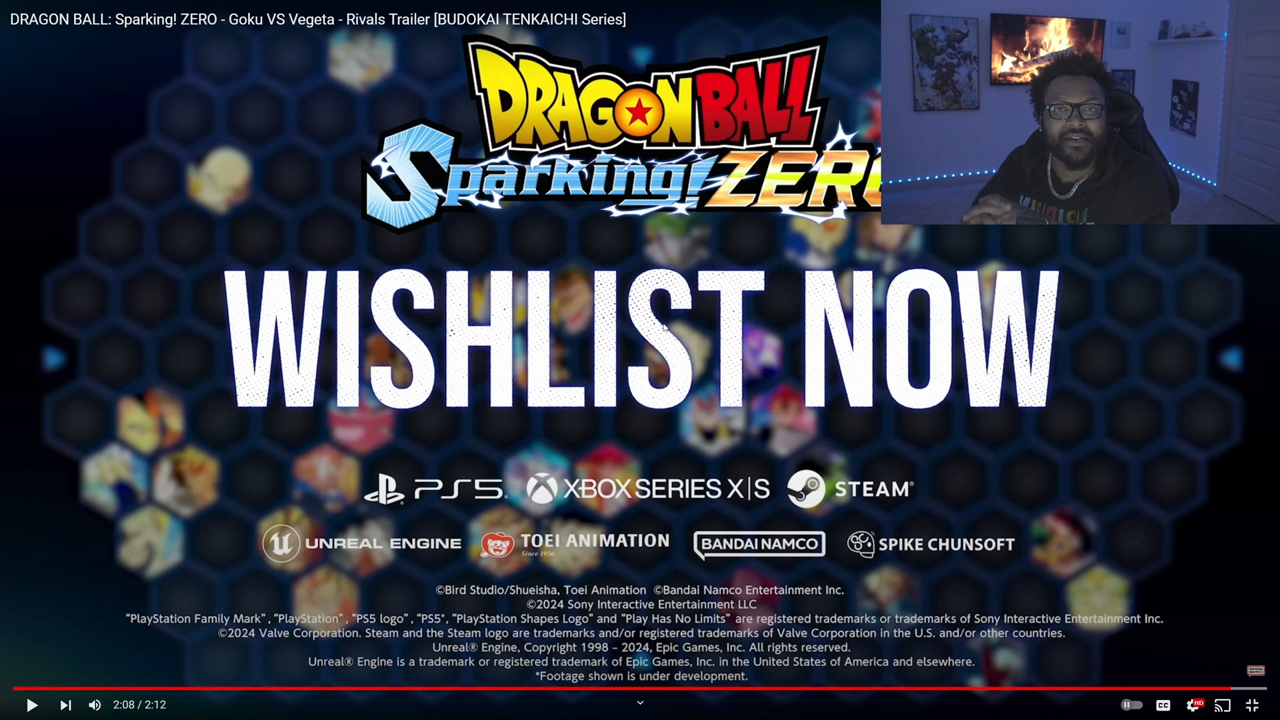 DRAGON BALL: Sparking! ZERO - Goku VS Vegeta - Rivals Trailer [BUDOKAI TENKAICHI Series]
DRAGON BALL
Sparking! ZERO
WISHLIST NOW
PS5 XBOX SERIES X|S STEAM®
UNREAL ENGINE TOEI ANIMATION Since 1956 BANDAI NAMCO SPIKE CHUNSOFT
©Bird Studio/Shueisha, Toei Animation ©Bandai Namco Entertainment Inc.
©2024 Sony Interactive Entertainment LLC
"PlayStation Family Mark", "PlayStation", "PS5 logo", "PS5", "PlayStation Shapes Logo" and "Play Has No Limits" are registered trademarks or trademarks of Sony Interactive Entertainment Inc.
©2024 Valve Corporation. Steam and the Steam logo are trademarks and/or registered trademarks of Valve Corporation in the U.S. and/or other countries.
Unreal® Engine, Copyright 1998 – 2024, Epic Games, Inc. All rights reserved.
Unreal® Engine is a trademark or registered trademark of Epic Games, Inc. in the United States of America and elsewhere.
*Footage shown is under development.
2:08 / 2:12
CC HD